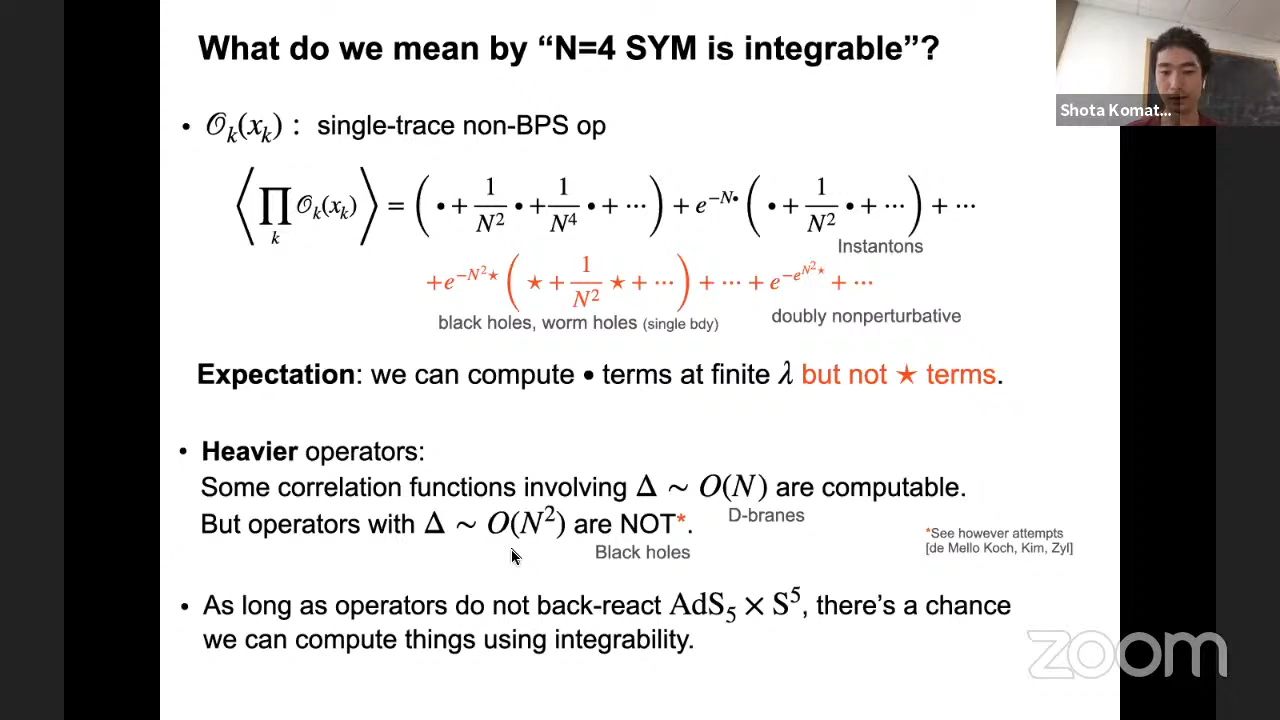 What do we mean by “N=4 SYM is integrable”?
Shota Komat...
• 𝒪ₖ(xₖ) : single-trace non-BPS op
⟨∏ₖ 𝒪ₖ(xₖ)⟩ = (• + 1/N² • + 1/N⁴ • + ⋯) + e^{−N•} (• + 1/N² • + ⋯) + ⋯
Instantons
+e^{−N²★} (★ + 1/N² ★ + ⋯) + ⋯ + e^{−e^{N²★}} + ⋯
black holes, worm holes (single bdy)
doubly nonperturbative
Expectation: we can compute • terms at finite λ but not ★ terms.
• Heavier operators:
Some correlation functions involving Δ ∼ O(N) are computable.
D-branes
But operators with Δ ∼ O(N²) are NOT*.
Black holes
*See however attempts
[de Mello Koch, Kim, Zyl]
• As long as operators do not back-react AdS₅ × S⁵, there’s a chance
we can compute things using integrability.
zoom